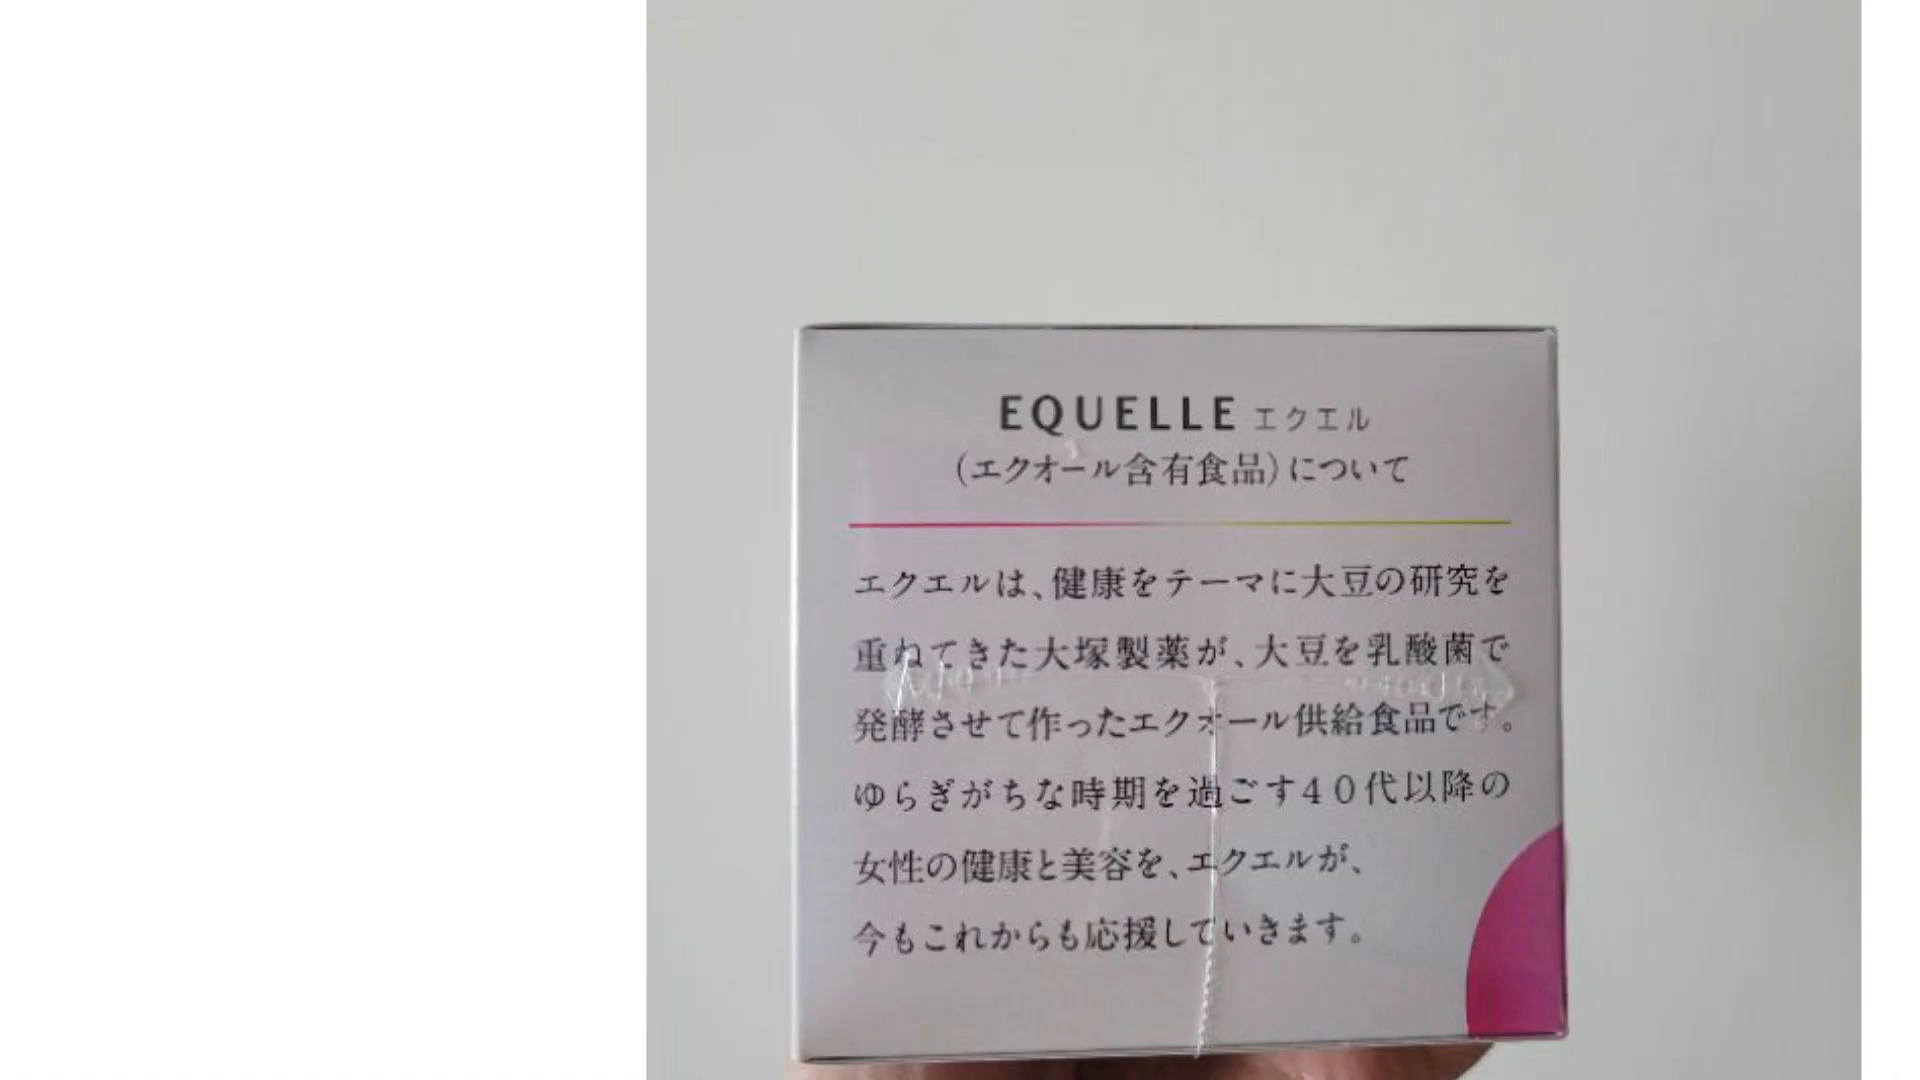 EQUELLE エクエル
(エクオール含有食品)について
エクエルは、健康をテーマに大豆の研究を
重ねてきた大塚製薬が、大豆を乳酸菌で
発酵させて作ったエクオール供給食品です。
ゆらぎがちな時期を過ごす40代以降の
女性の健康と美容を、エクエルが、
今もこれからも応援していきます。